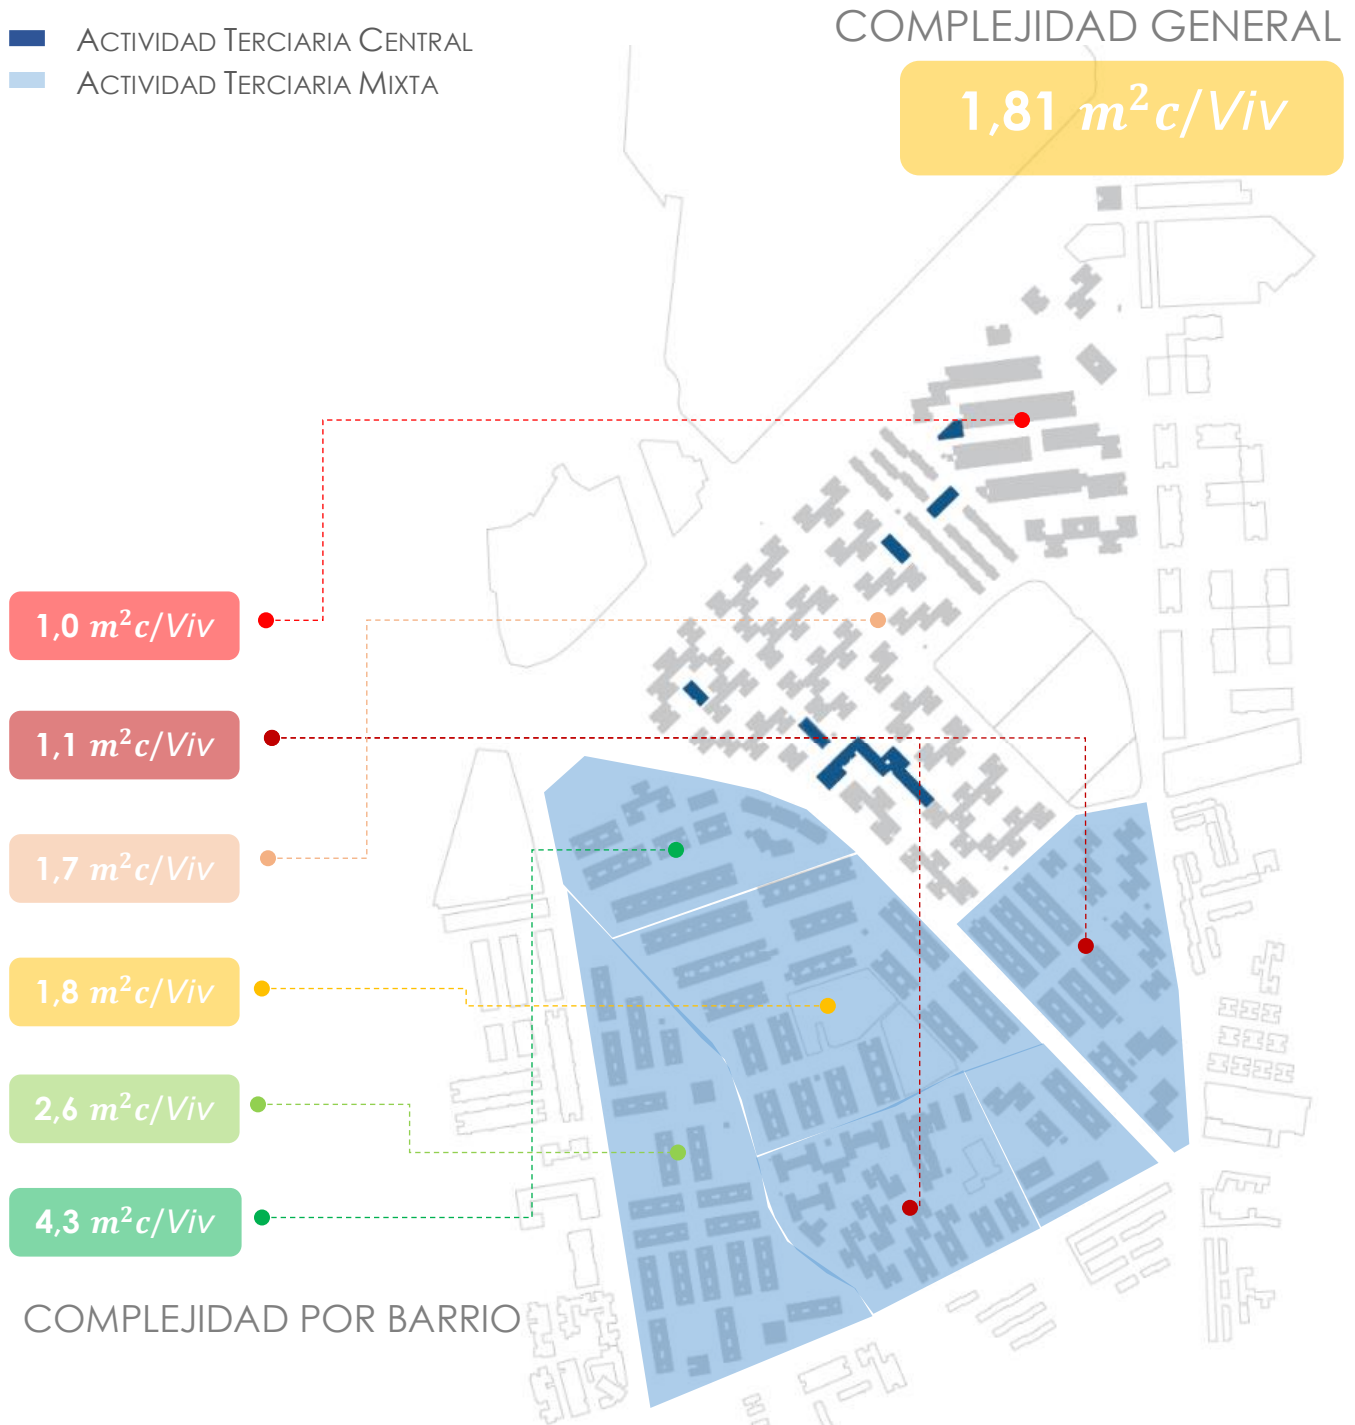 ACTIVIDAD TERCIARIA CENTRAL
ACTIVIDAD TERCIARIA MIXTA
COMPLEJIDAD GENERAL
1,81 m²c/Viv
1,0 m²c/Viv
1,1 m²c/Viv
1,7 m²c/Viv
1,8 m²c/Viv
2,6 m²c/Viv
4,3 m²c/Viv
COMPLEJIDAD POR BARRIO